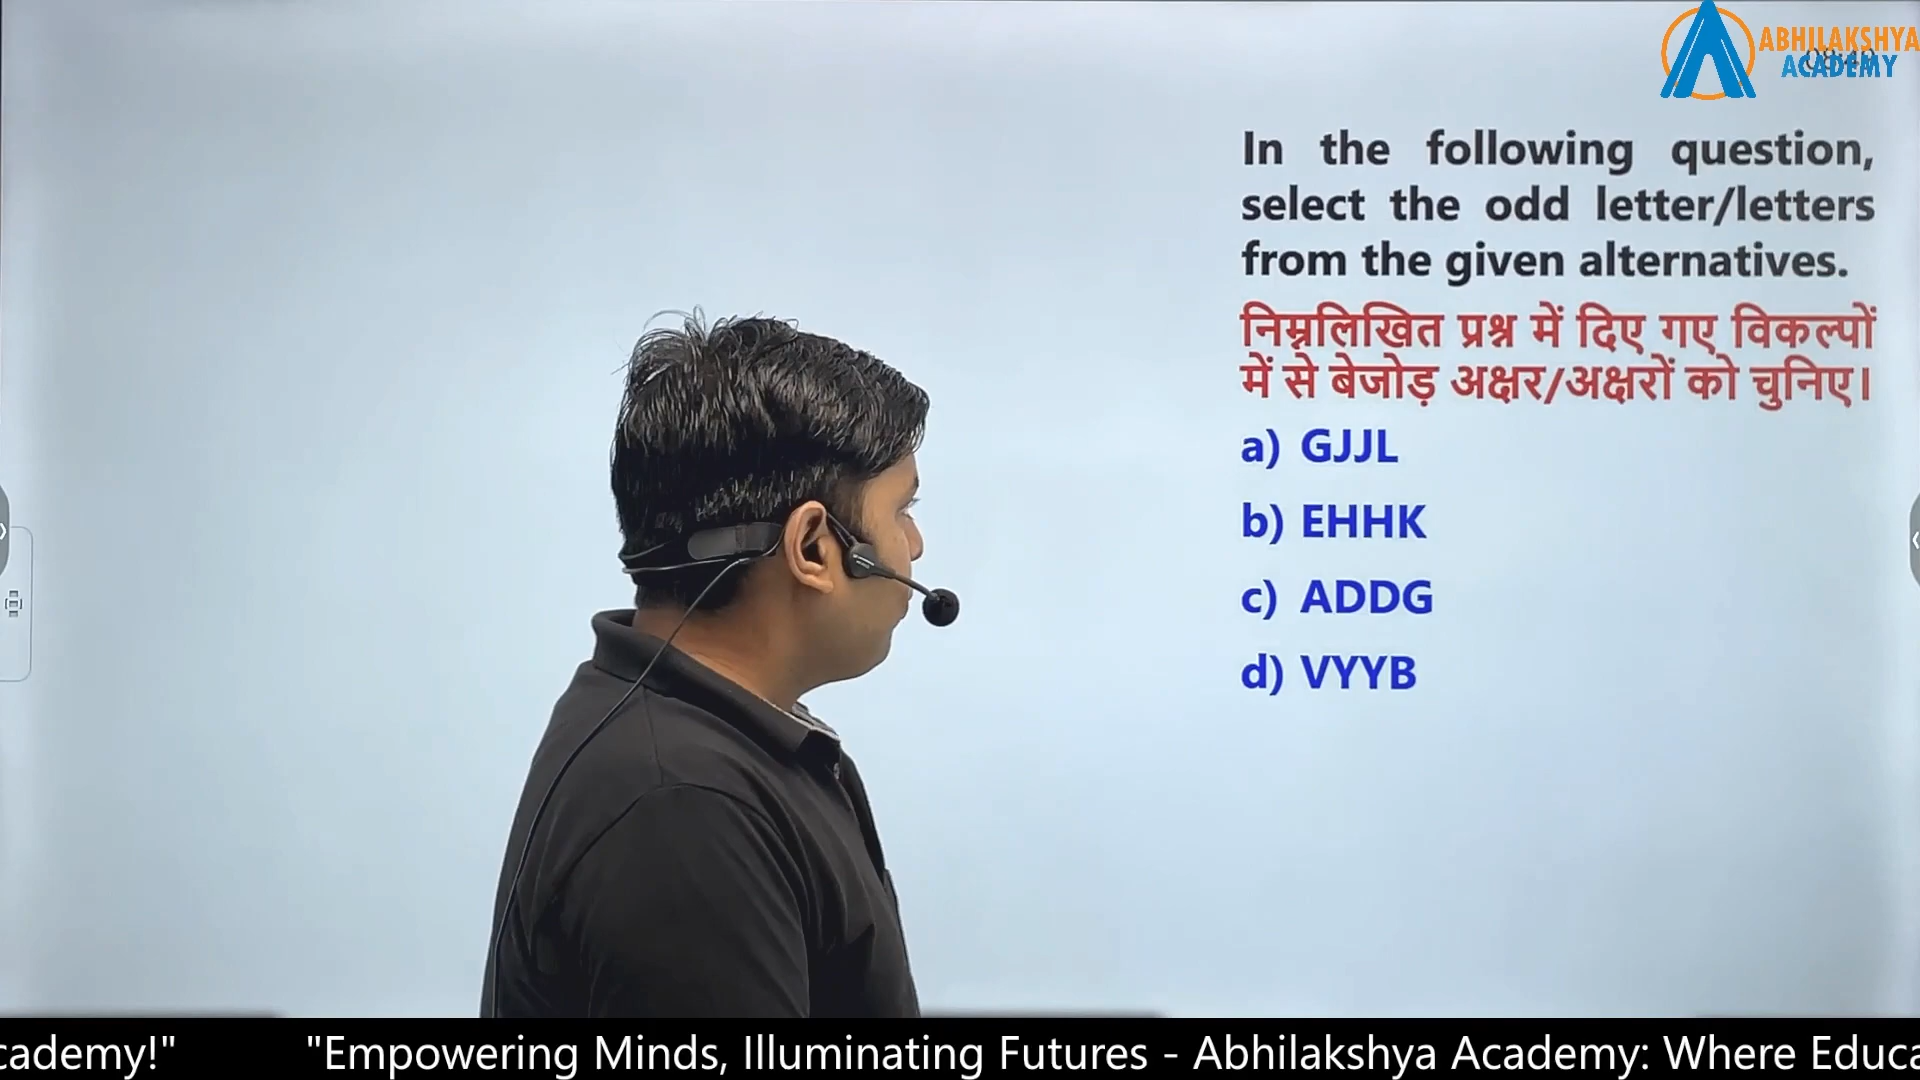 ABHILAKSHYA
ACADEMY
In the following question,
select the odd letter/letters
from the given alternatives.
निम्नलिखित प्रश्न में दिए गए विकल्पों
में से बेजोड़ अक्षर/अक्षरों को चुनिए।
a) GJJL
b) EHHK
c) ADDG
d) VYYB
cademy!" "Empowering Minds, Illuminating Futures - Abhilakshya Academy: Where Educa